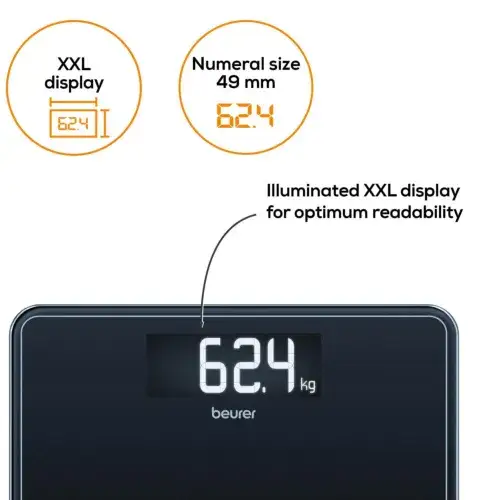 XXL
display
62.4
Numeral size
49 mm
62.4
Illuminated XXL display
for optimum readability
62.4 kg
beurer